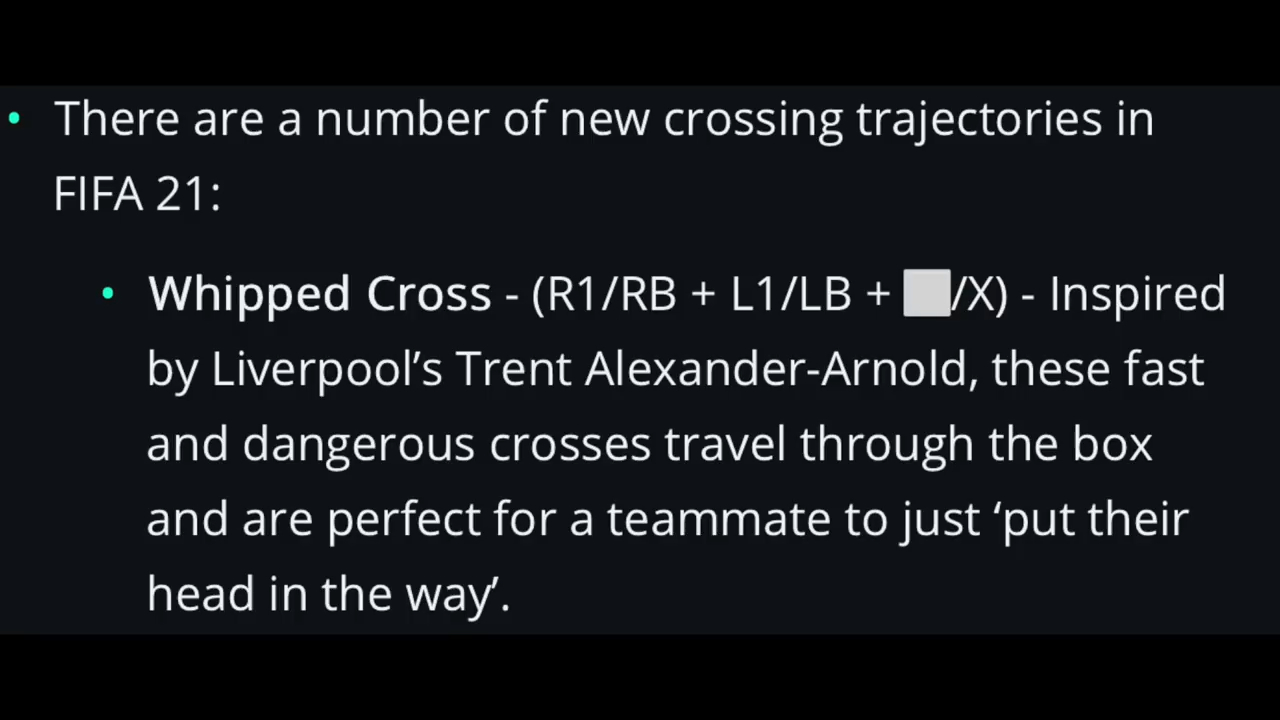 • There are a number of new crossing trajectories in
FIFA 21:
• Whipped Cross - (R1/RB + L1/LB + ⬜/X) - Inspired
by Liverpool’s Trent Alexander-Arnold, these fast
and dangerous crosses travel through the box
and are perfect for a teammate to just ‘put their
head in the way’.